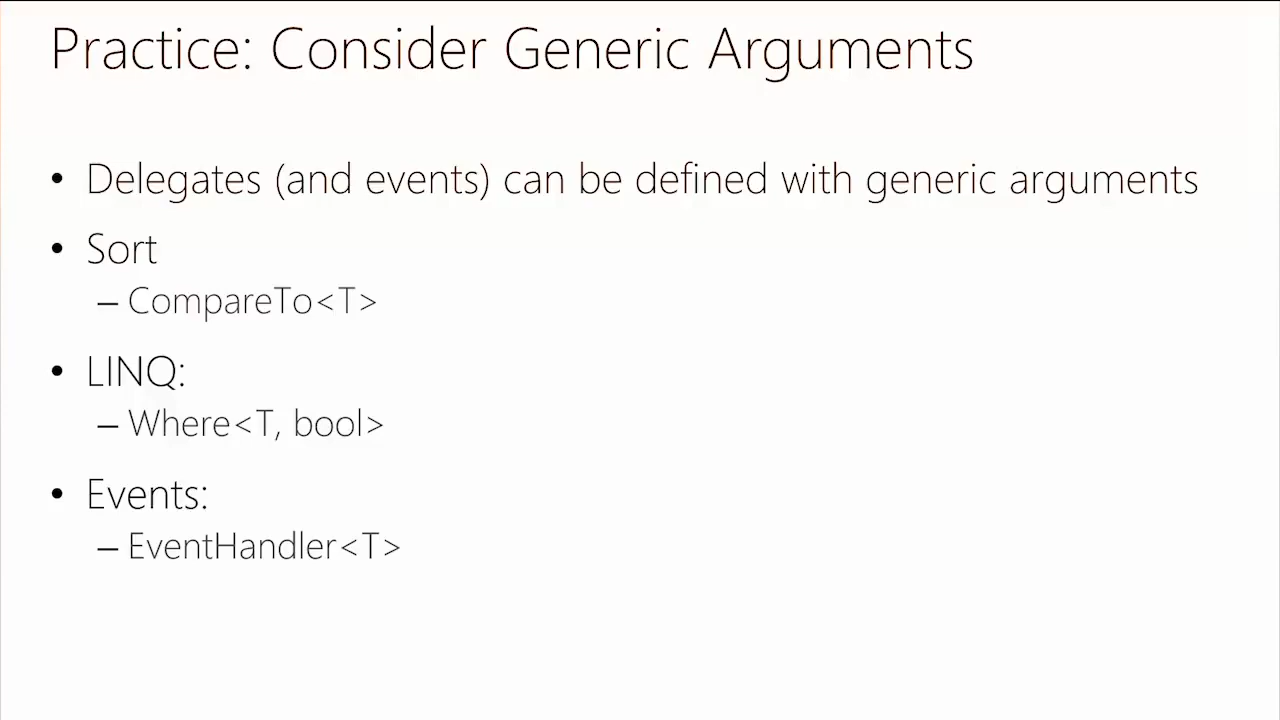 Practice: Consider Generic Arguments
• Delegates (and events) can be defined with generic arguments
• Sort
– CompareTo<T>
• LINQ:
– Where<T, bool>
• Events:
– EventHandler<T>